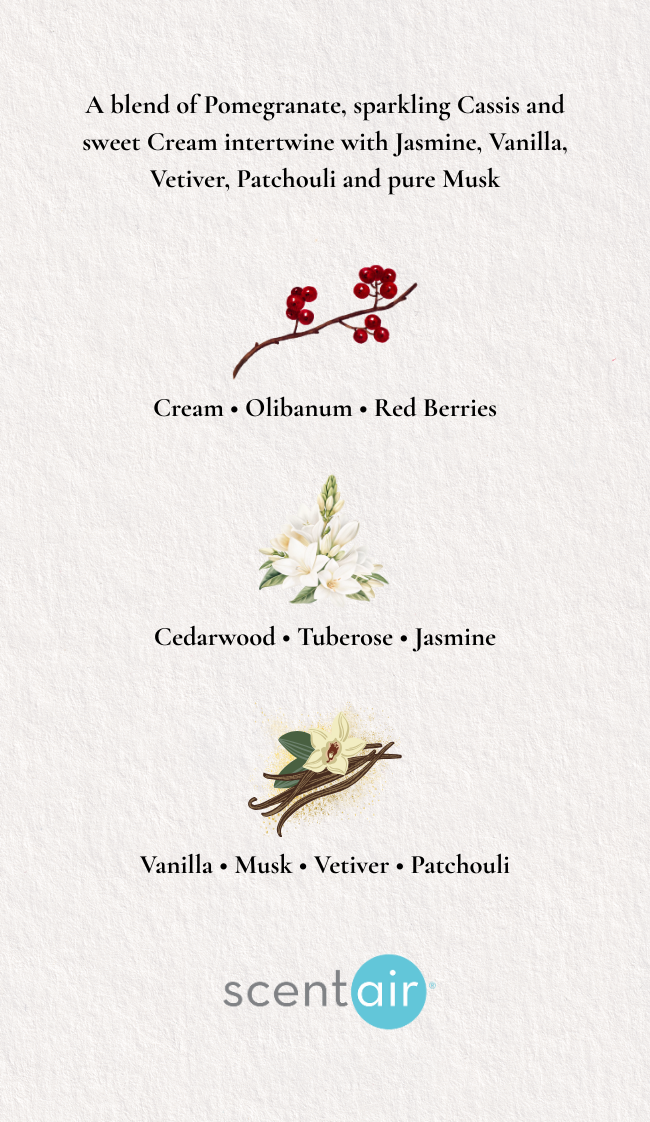 A blend of Pomegranate, sparkling Cassis and
sweet Cream intertwine with Jasmine, Vanilla,
Vetiver, Patchouli and pure Musk
Cream • Olibanum • Red Berries
Cedarwood • Tuberose • Jasmine
Vanilla • Musk • Vetiver • Patchouli
scentair®